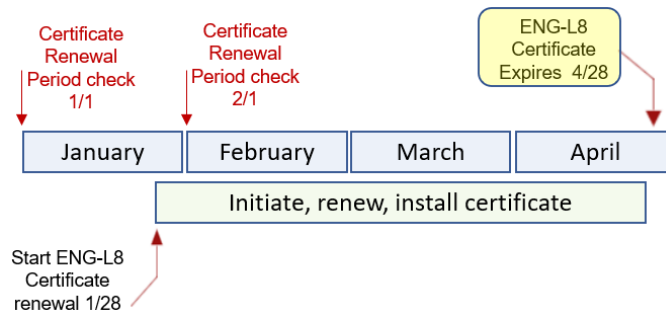 Certificate
Renewal
Period check
1/1
Certificate
Renewal
Period check
2/1
ENG-L8
Certificate
Expires 4/28
January
February
March
April
Initiate, renew, install certificate
Start ENG-L8
Certificate
renewal 1/28